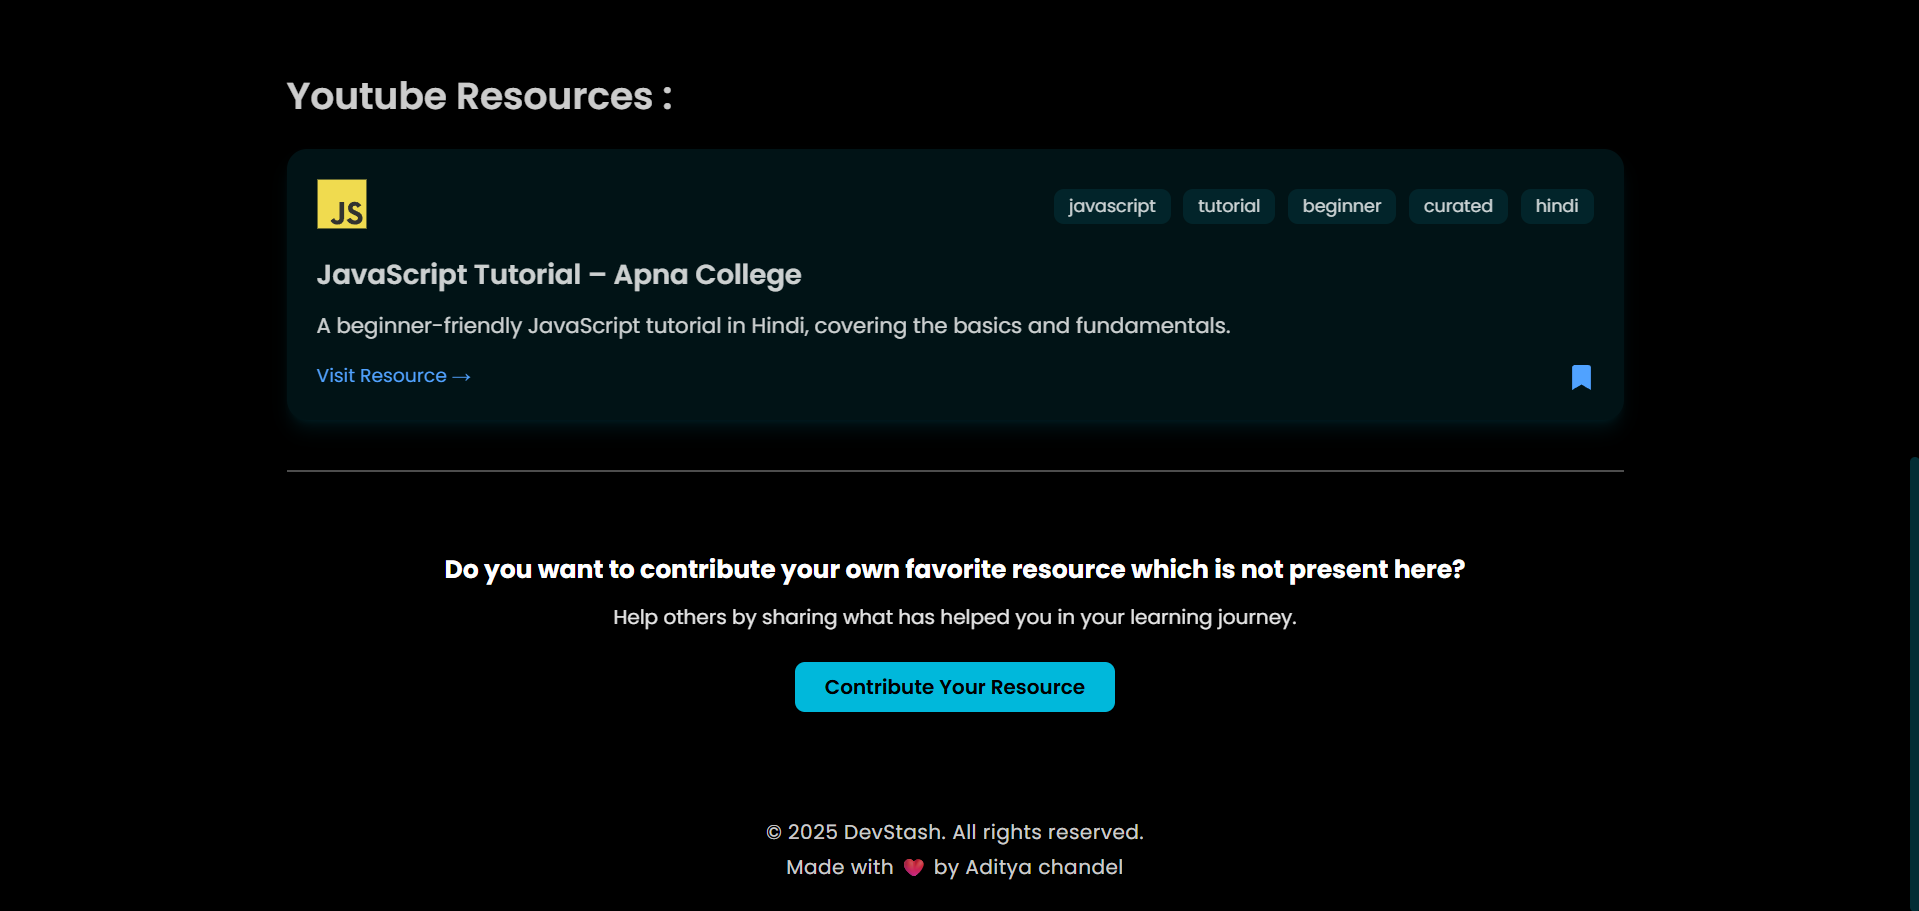 Youtube Resources :
JS
javascript tutorial beginner curated hindi
JavaScript Tutorial – Apna College
A beginner-friendly JavaScript tutorial in Hindi, covering the basics and fundamentals.
Visit Resource →
Do you want to contribute your own favorite resource which is not present here?
Help others by sharing what has helped you in your learning journey.
Contribute Your Resource
© 2025 DevStash. All rights reserved.
Made with ❤️ by Aditya chandel